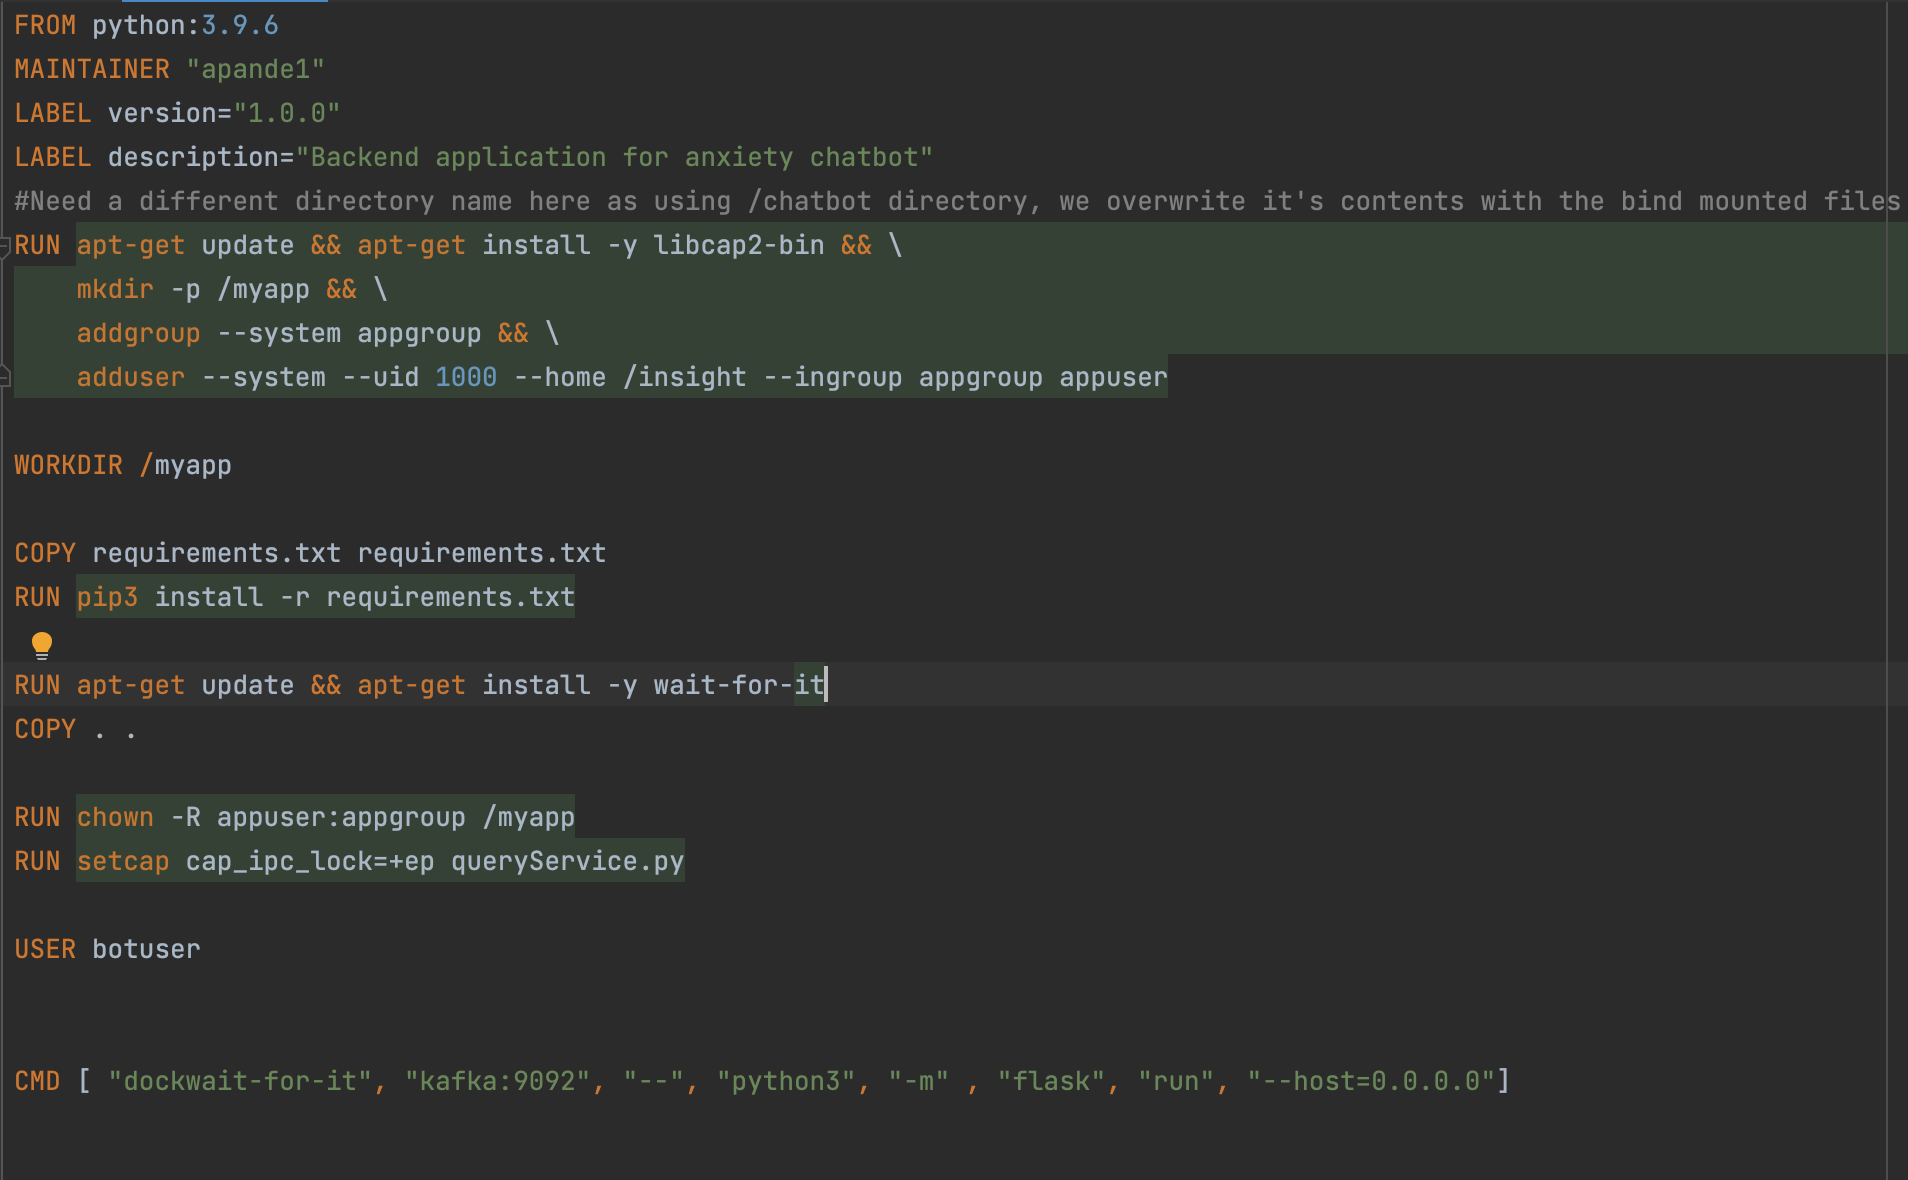 FROM python:3.9.6
MAINTAINER "apande1"
LABEL version="1.0.0"
LABEL description="Backend application for anxiety chatbot"
#Need a different directory name here as using /chatbot directory, we overwrite it's contents with the bind mounted files
RUN apt-get update && apt-get install -y libcap2-bin && \
    mkdir -p /myapp && \
    addgroup --system appgroup && \
    adduser --system --uid 1000 --home /insight --ingroup appgroup appuser
WORKDIR /myapp
COPY requirements.txt requirements.txt
RUN pip3 install -r requirements.txt
RUN apt-get update && apt-get install -y wait-for-it
COPY . .
RUN chown -R appuser:appgroup /myapp
RUN setcap cap_ipc_lock=+ep queryService.py
USER botuser
CMD [ "dockwait-for-it", "kafka:9092", "--", "python3", "-m" , "flask", "run", "--host=0.0.0.0"]